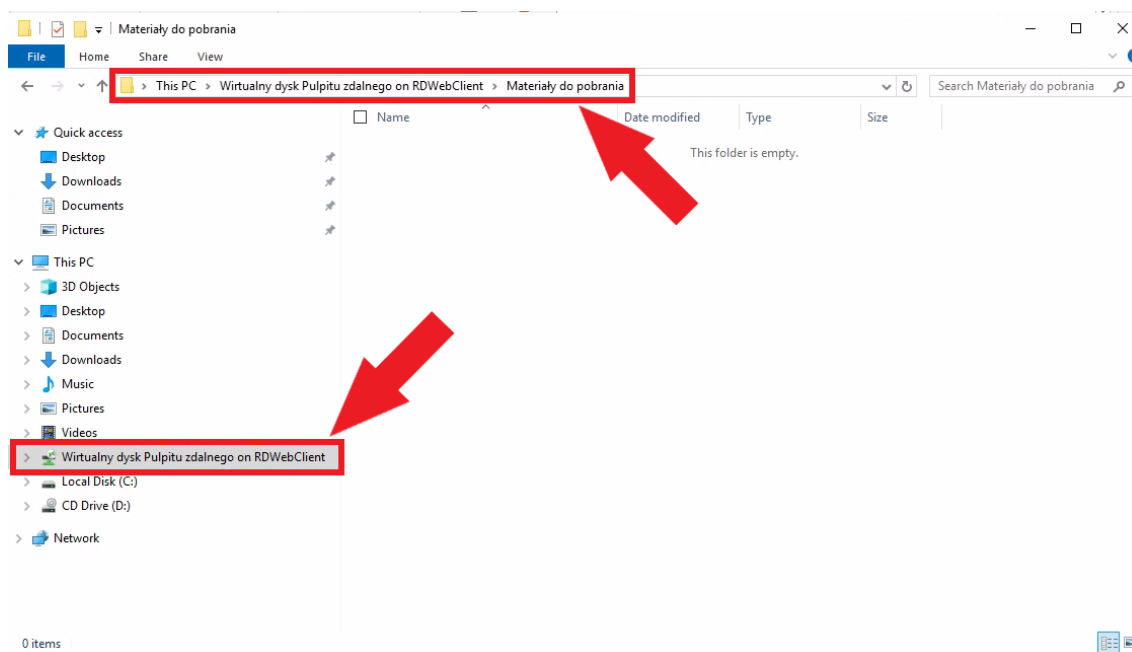 Materiały do pobrania
File Home Share View
This PC > Wirtualny dysk Pulpitu zdalnego on RDWebClient > Materiały do pobrania
Search Materiały do pobrania
Name Date modified Type Size
This folder is empty.
Quick access
Desktop
Downloads
Documents
Pictures
This PC
3D Objects
Desktop
Documents
Downloads
Music
Pictures
Videos
Wirtualny dysk Pulpitu zdalnego on RDWebClient
Local Disk (C:)
CD Drive (D:)
Network
0 items